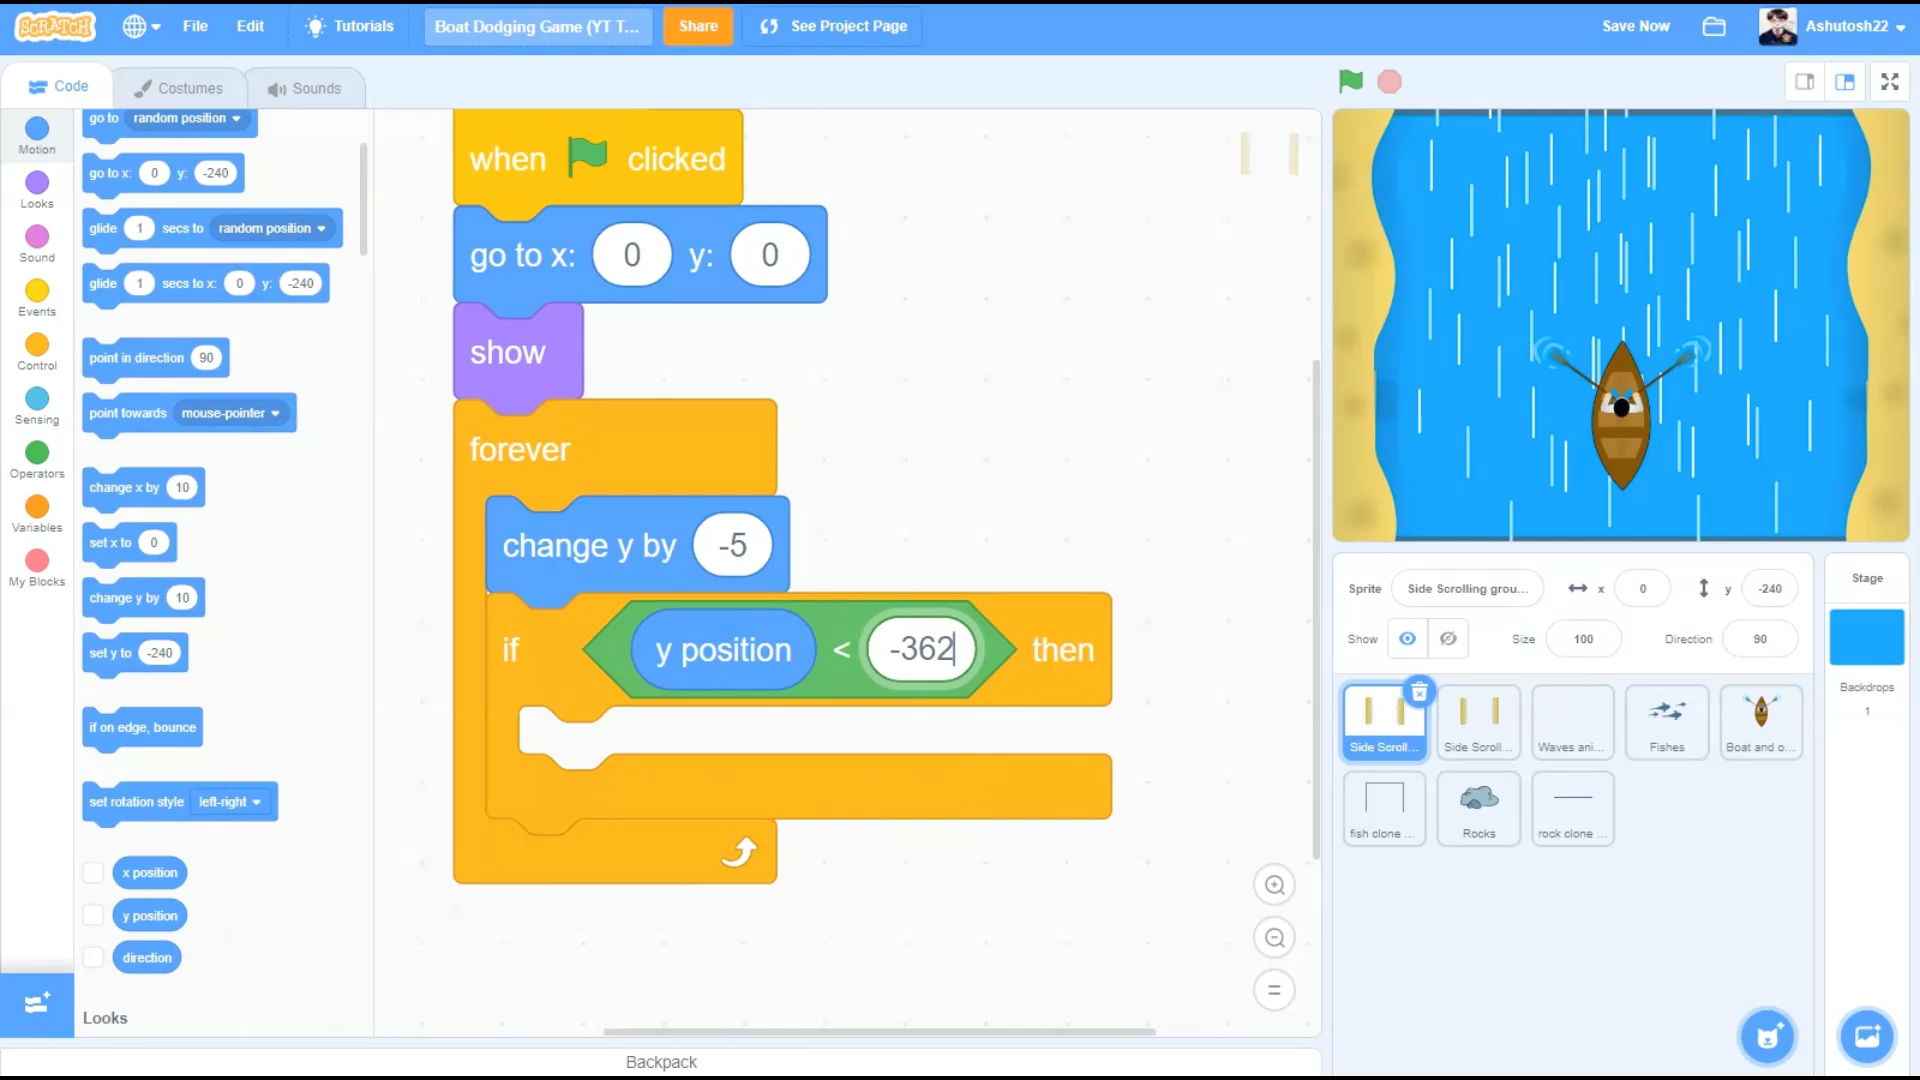 SCRATCH
File
Edit
Tutorials
Boat Dodging Game (YT T...
Share
See Project Page
Save Now
Ashutosh22
Code
Costumes
Sounds
Motion
Looks
Sound
Events
Control
Sensing
Operators
Variables
My Blocks
go to random position
go to x: 0 y: -240
glide 1 secs to random position
glide 1 secs to x: 0 y: -240
point in direction 90
point towards mouse-pointer
change x by 10
set x to 0
change y by 10
set y to -240
if on edge, bounce
set rotation style left-right
x position
y position
direction
Looks
when clicked
go to x: 0 y: 0
show
forever
change y by -5
if y position < -362 then
Backpack
Sprite Side Scrolling grou... x 0 y -240
Show Size 100 Direction 90
Side Scroll...
Side Scroll...
Waves ani...
Fishes
Boat and o...
fish clone ...
Rocks
rock clone ...
Stage
Backdrops
1